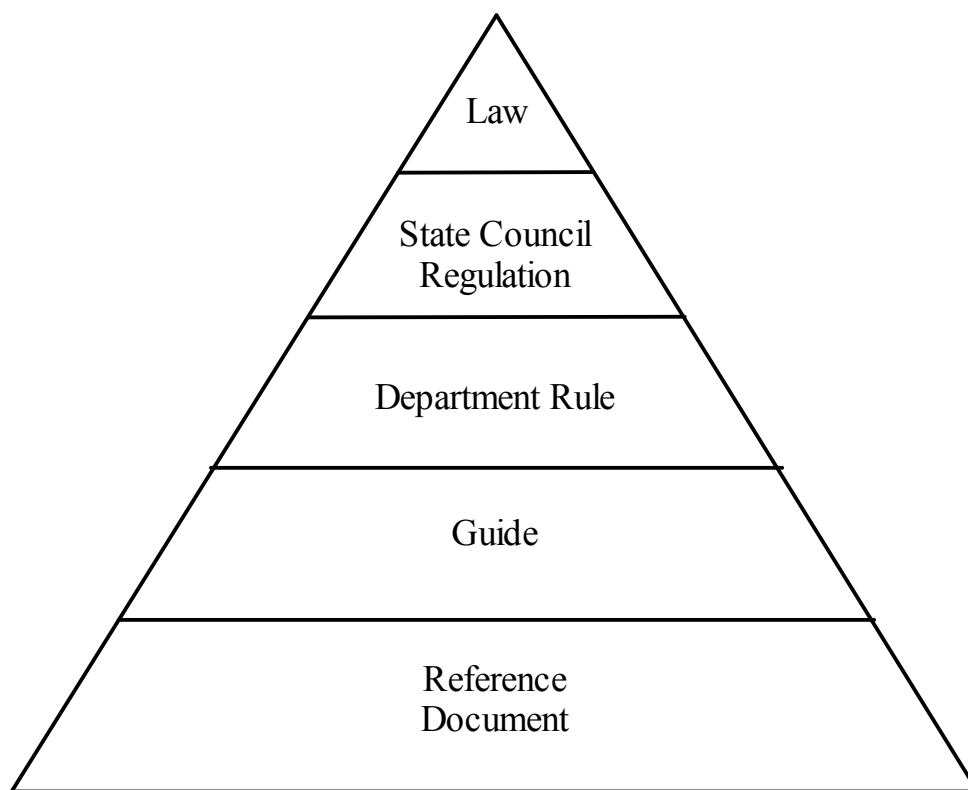 Law
State Council
Regulation
Department Rule
Guide
Reference
Document